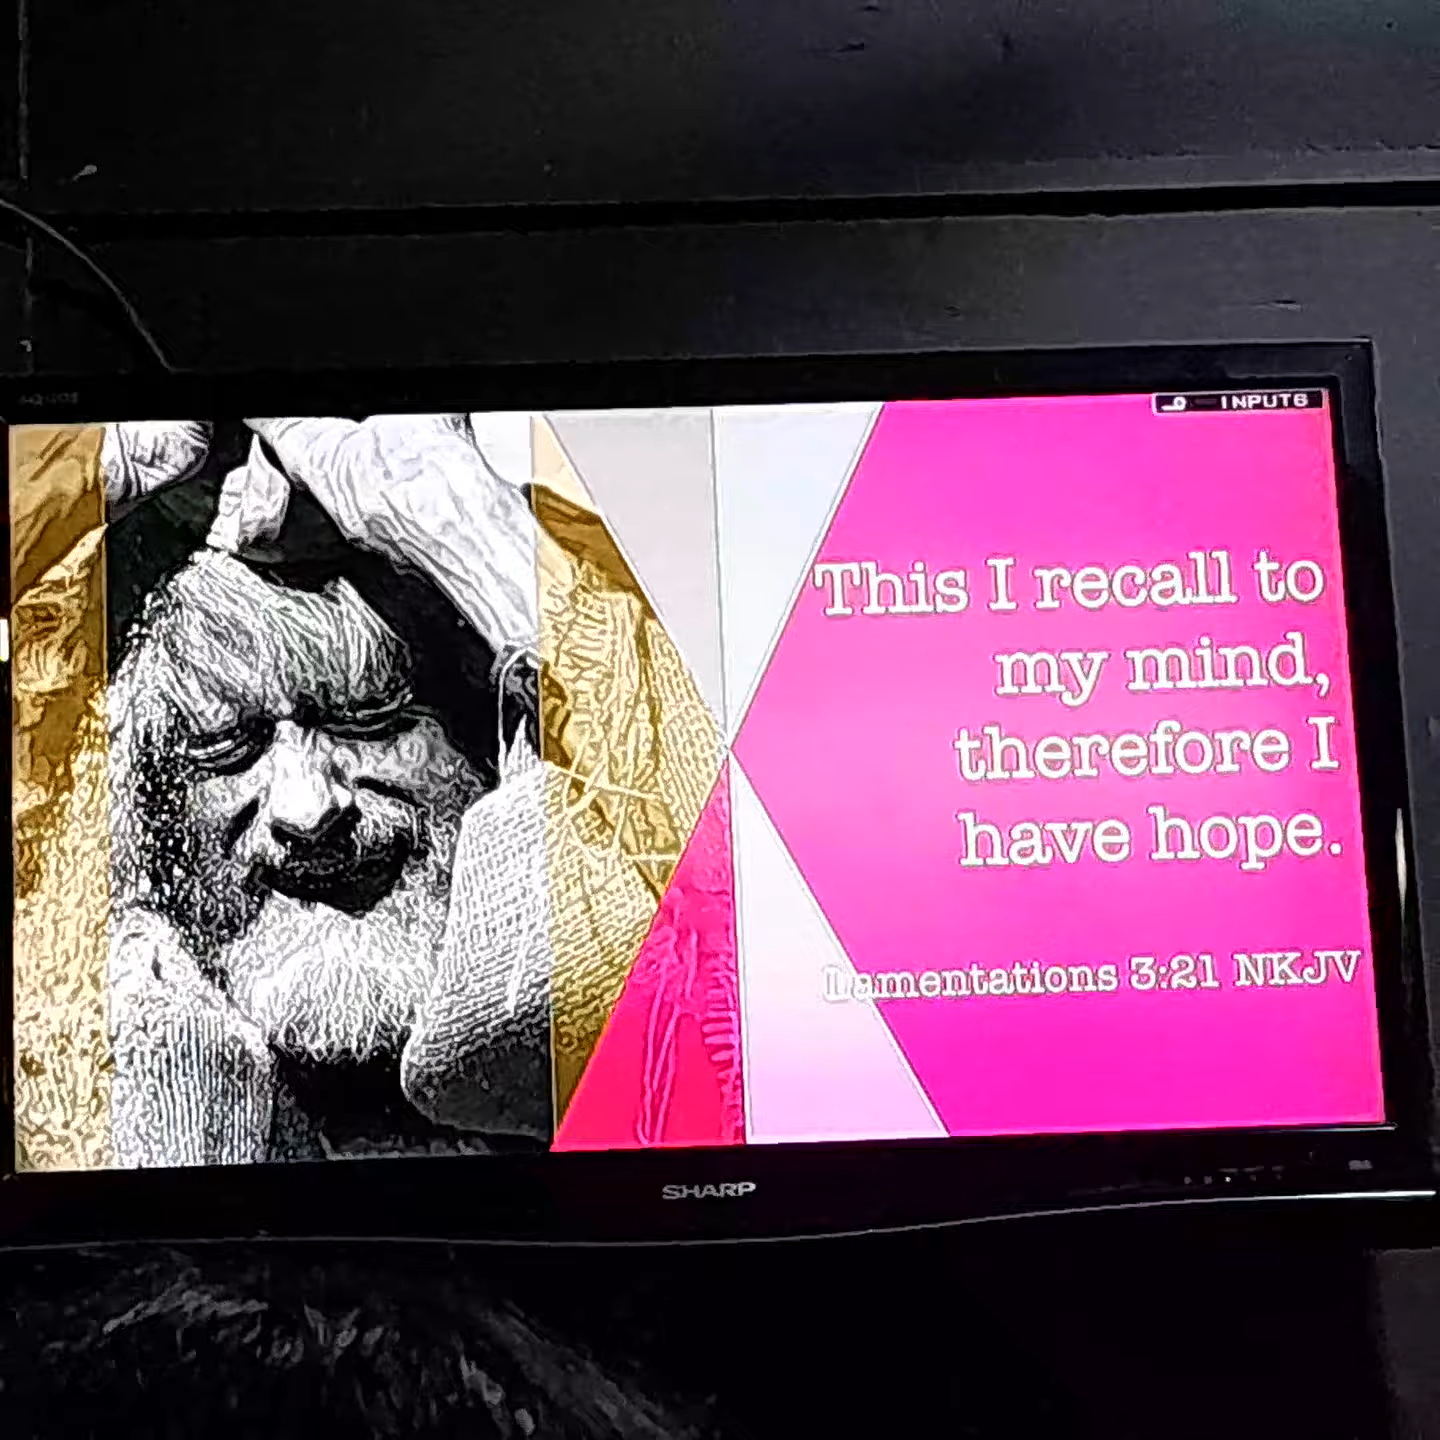 INPUT6
This I recall to
my mind,
therefore I
have hope.
Lamentations 3:21 NKJV
SHARP